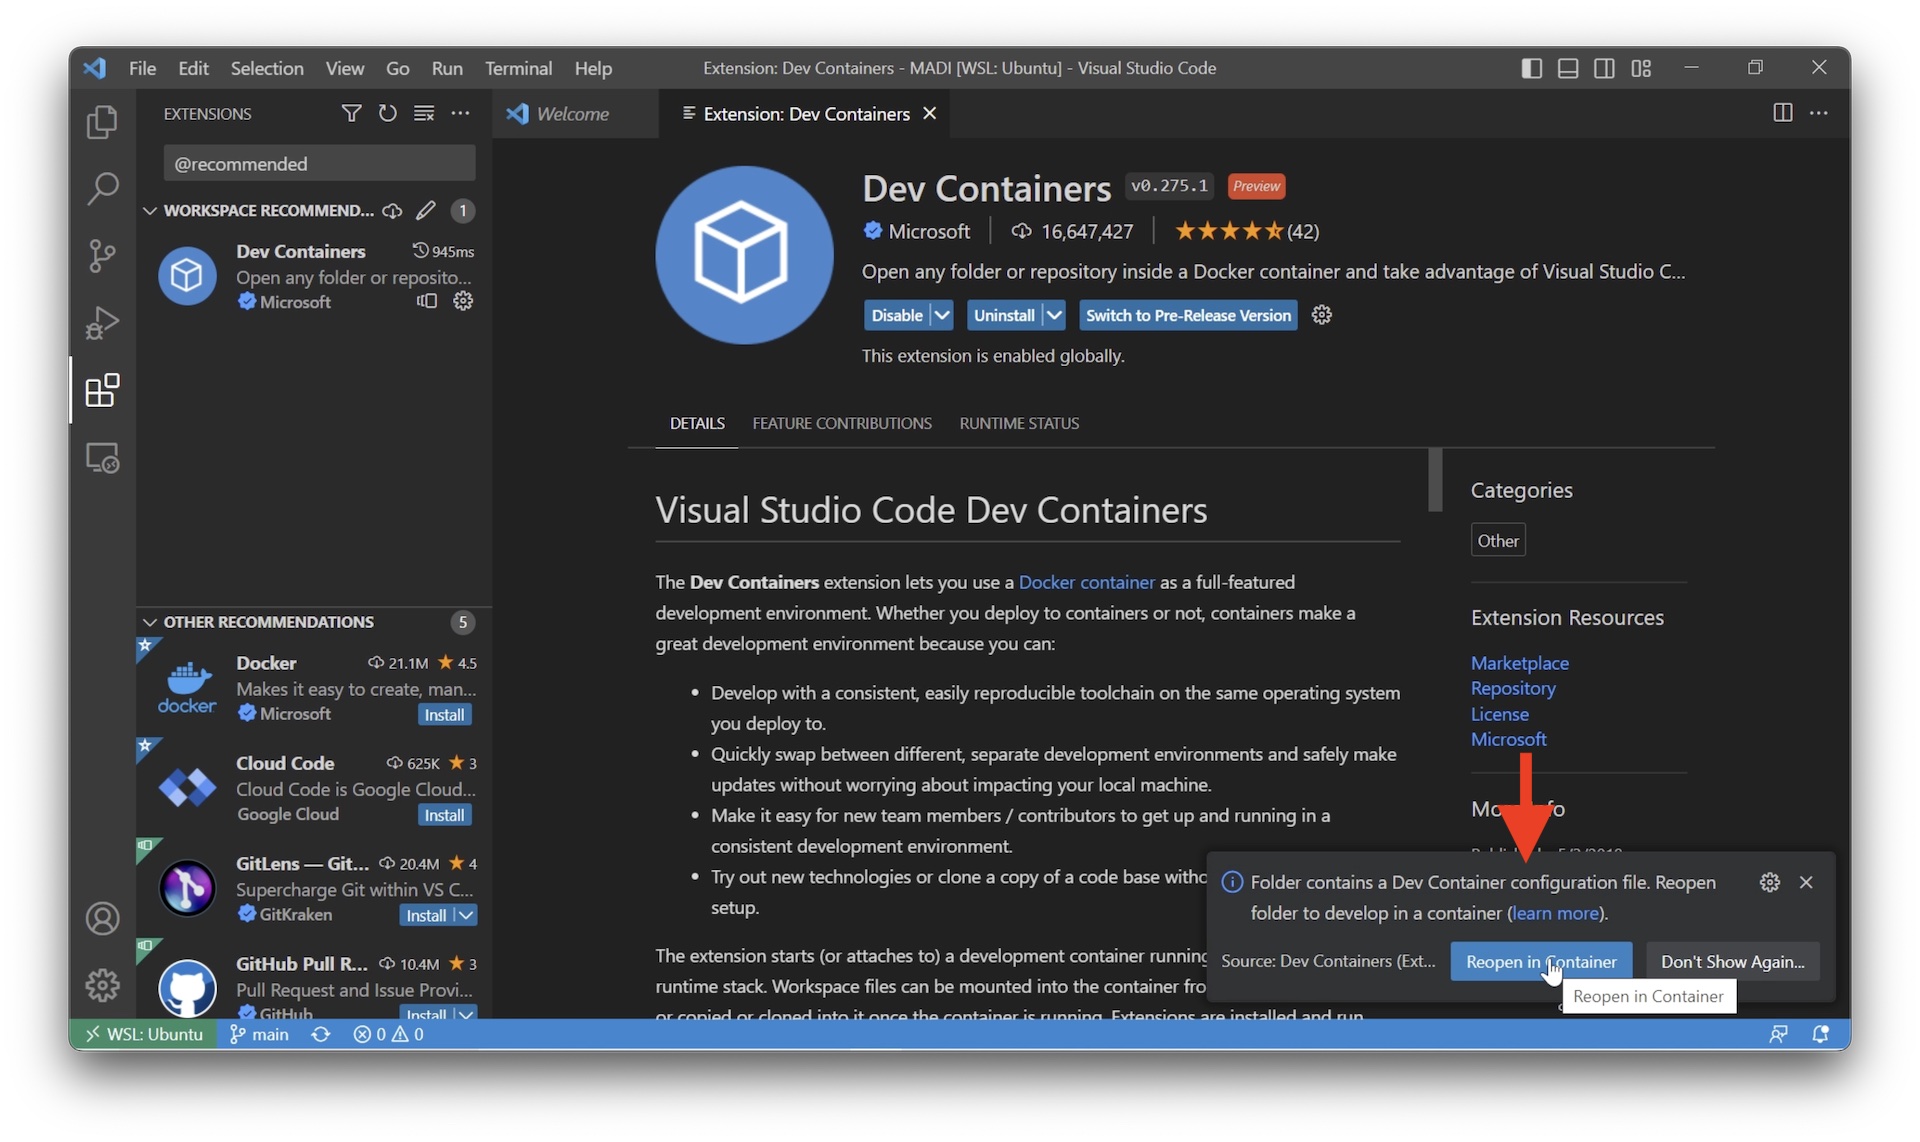 File Edit Selection View Go Run Terminal Help
Extension: Dev Containers - MADI [WSL: Ubuntu] - Visual Studio Code
EXTENSIONS
@recommended
WORKSPACE RECOMMEND... 1
Dev Containers 945ms
Open any folder or reposito...
Microsoft
OTHER RECOMMENDATIONS 5
Docker 21.1M 4.5
docker
Makes it easy to create, man...
Microsoft Install
Cloud Code 625K 3
Cloud Code is Google Cloud...
Google Cloud Install
GitLens — Git... 20.4M 4
Supercharge Git within VS C...
GitKraken Install
GitHub Pull R... 10.4M 3
Pull Request and Issue Provi...
GitHub Install
Welcome
Extension: Dev Containers
Dev Containers v0.275.1 Preview
Microsoft 16,647,427 (42)
Open any folder or repository inside a Docker container and take advantage of Visual Studio C...
Disable Uninstall Switch to Pre-Release Version
This extension is enabled globally.
DETAILS FEATURE CONTRIBUTIONS RUNTIME STATUS
Visual Studio Code Dev Containers
The Dev Containers extension lets you use a Docker container as a full-featured
development environment. Whether you deploy to containers or not, containers make a
great development environment because you can:
• Develop with a consistent, easily reproducible toolchain on the same operating system
you deploy to.
• Quickly swap between different, separate development environments and safely make
updates without worrying about impacting your local machine.
• Make it easy for new team members / contributors to get up and running in a
consistent development environment.
• Try out new technologies or clone a copy of a code base witho
setup.
The extension starts (or attaches to) a development container running
runtime stack. Workspace files can be mounted into the container fro
or copied or cloned into it once the container is running. Extensions are installed and run
Categories
Other
Extension Resources
Marketplace
Repository
License
Microsoft
Folder contains a Dev Container configuration file. Reopen
folder to develop in a container (learn more).
Source: Dev Containers (Ext... Reopen in Container Don't Show Again...
Reopen in Container
WSL: Ubuntu main 0 0